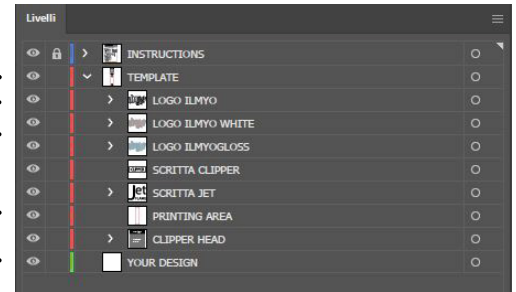 Livelli
INSTRUCTIONS
TEMPLATE
LOGO ILMYO
LOGO ILMYO WHITE
LOGO ILMYOGLOSS
SCRITTA CLIPPER
Jet SCRITTA JET
PRINTING AREA
CLIPPER HEAD
YOUR DESIGN